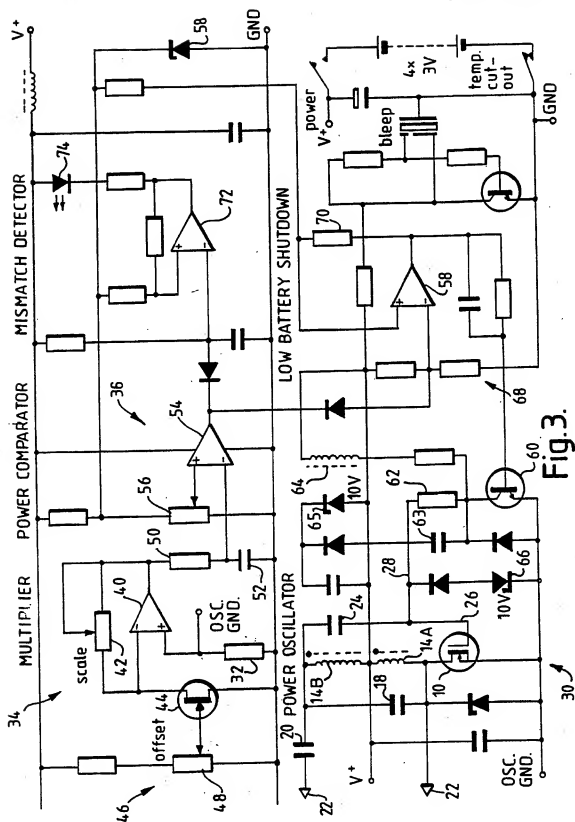 MULTIPLIER
POWER COMPARATOR
MISMATCH DETECTOR
V+
34
36
74
scale
42
40
50
56
54
72
58
46
48
offset
44
32
OSC.
GND.
52
GND
POWER OSCILLATOR
LOW BATTERY SHUTDOWN
20
22
14B
24
65
10V
64
power
V+
bleep
4x
3V
temp.
cut-
out
V+
18
14A
28
63
62
58
70
22
10
26
10V
66
60
68
GND
OSC.
GND.
30
Fig.3.